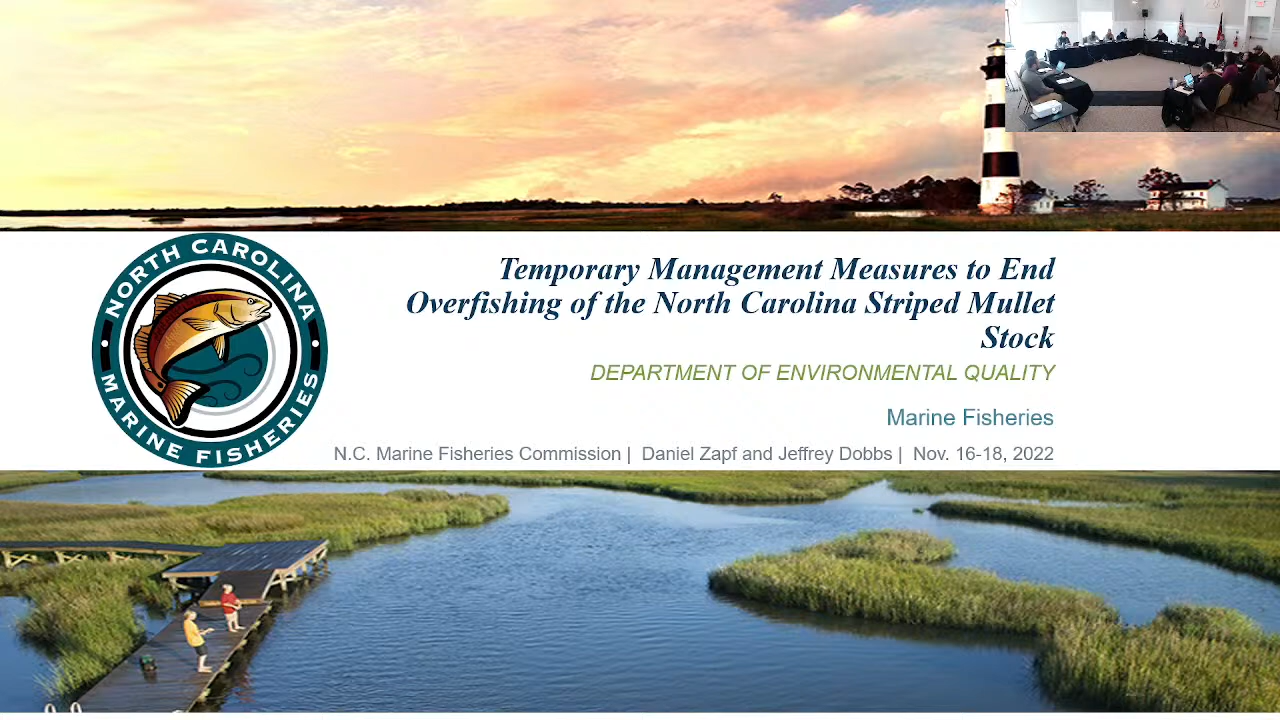 NORTH CAROLINA
MARINE FISHERIES
Temporary Management Measures to End
Overfishing of the North Carolina Striped Mullet
Stock
DEPARTMENT OF ENVIRONMENTAL QUALITY
Marine Fisheries
N.C. Marine Fisheries Commission | Daniel Zapf and Jeffrey Dobbs | Nov. 16-18, 2022